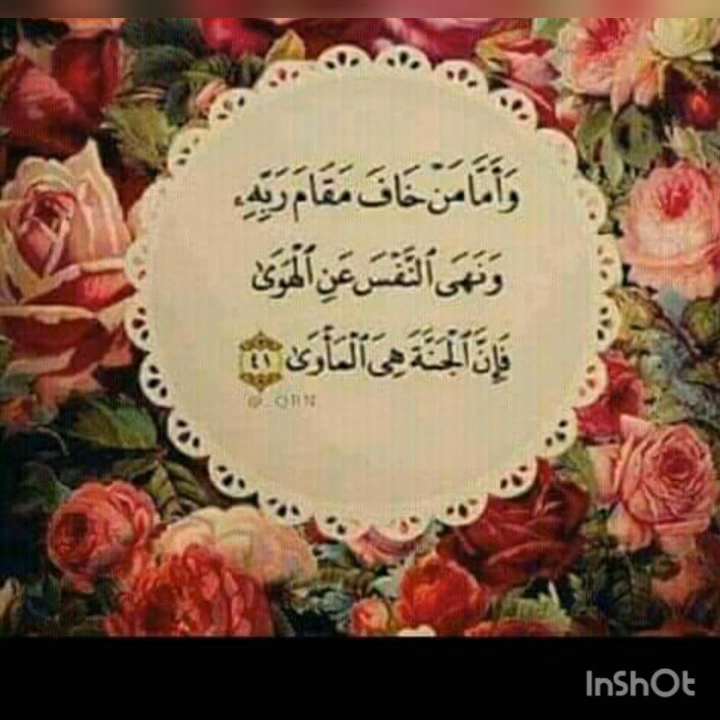 وَأَمَّا مَنْ خَافَ مَقَامَ رَبِّهِۦ
وَنَهَى ٱلنَّفْسَ عَنِ ٱلْهَوَىٰ
فَإِنَّ ٱلْجَنَّةَ هِىَ ٱلْمَأْوَىٰ ٤١
@_QRN
InShOt